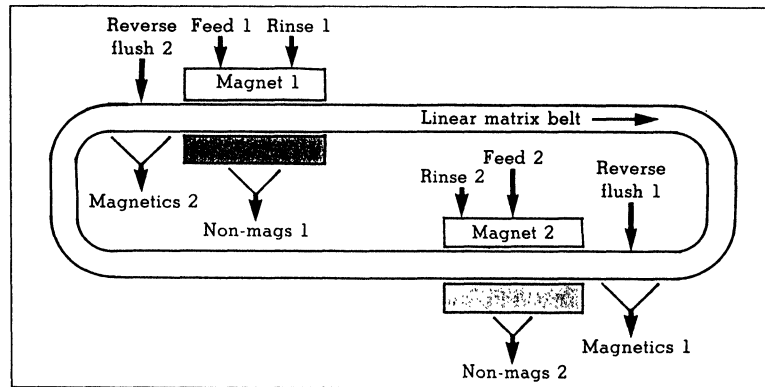 Reverse
flush 2
Feed 1
Rinse 1
Magnet 1
Linear matrix belt
Magnetics 2
Non-mags 1
Rinse 2
Feed 2
Reverse
flush 1
Magnet 2
Non-mags 2
Magnetics 1